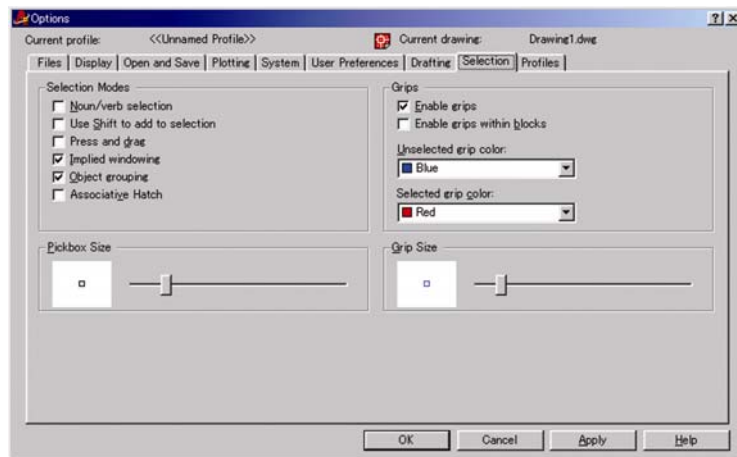 Options
Current profile: <<Unnamed Profile>> Current drawing: Drawing1.dwg
Files Display Open and Save Plotting System User Preferences Drafting Selection Profiles
Selection Modes
Noun/verb selection
Use Shift to add to selection
Press and drag
Implied windowing
Object grouping
Associative Hatch
Grips
Enable grips
Enable grips within blocks
Unselected grip color:
Blue
Selected grip color:
Red
Pickbox Size
Grip Size
OK Cancel Apply Help